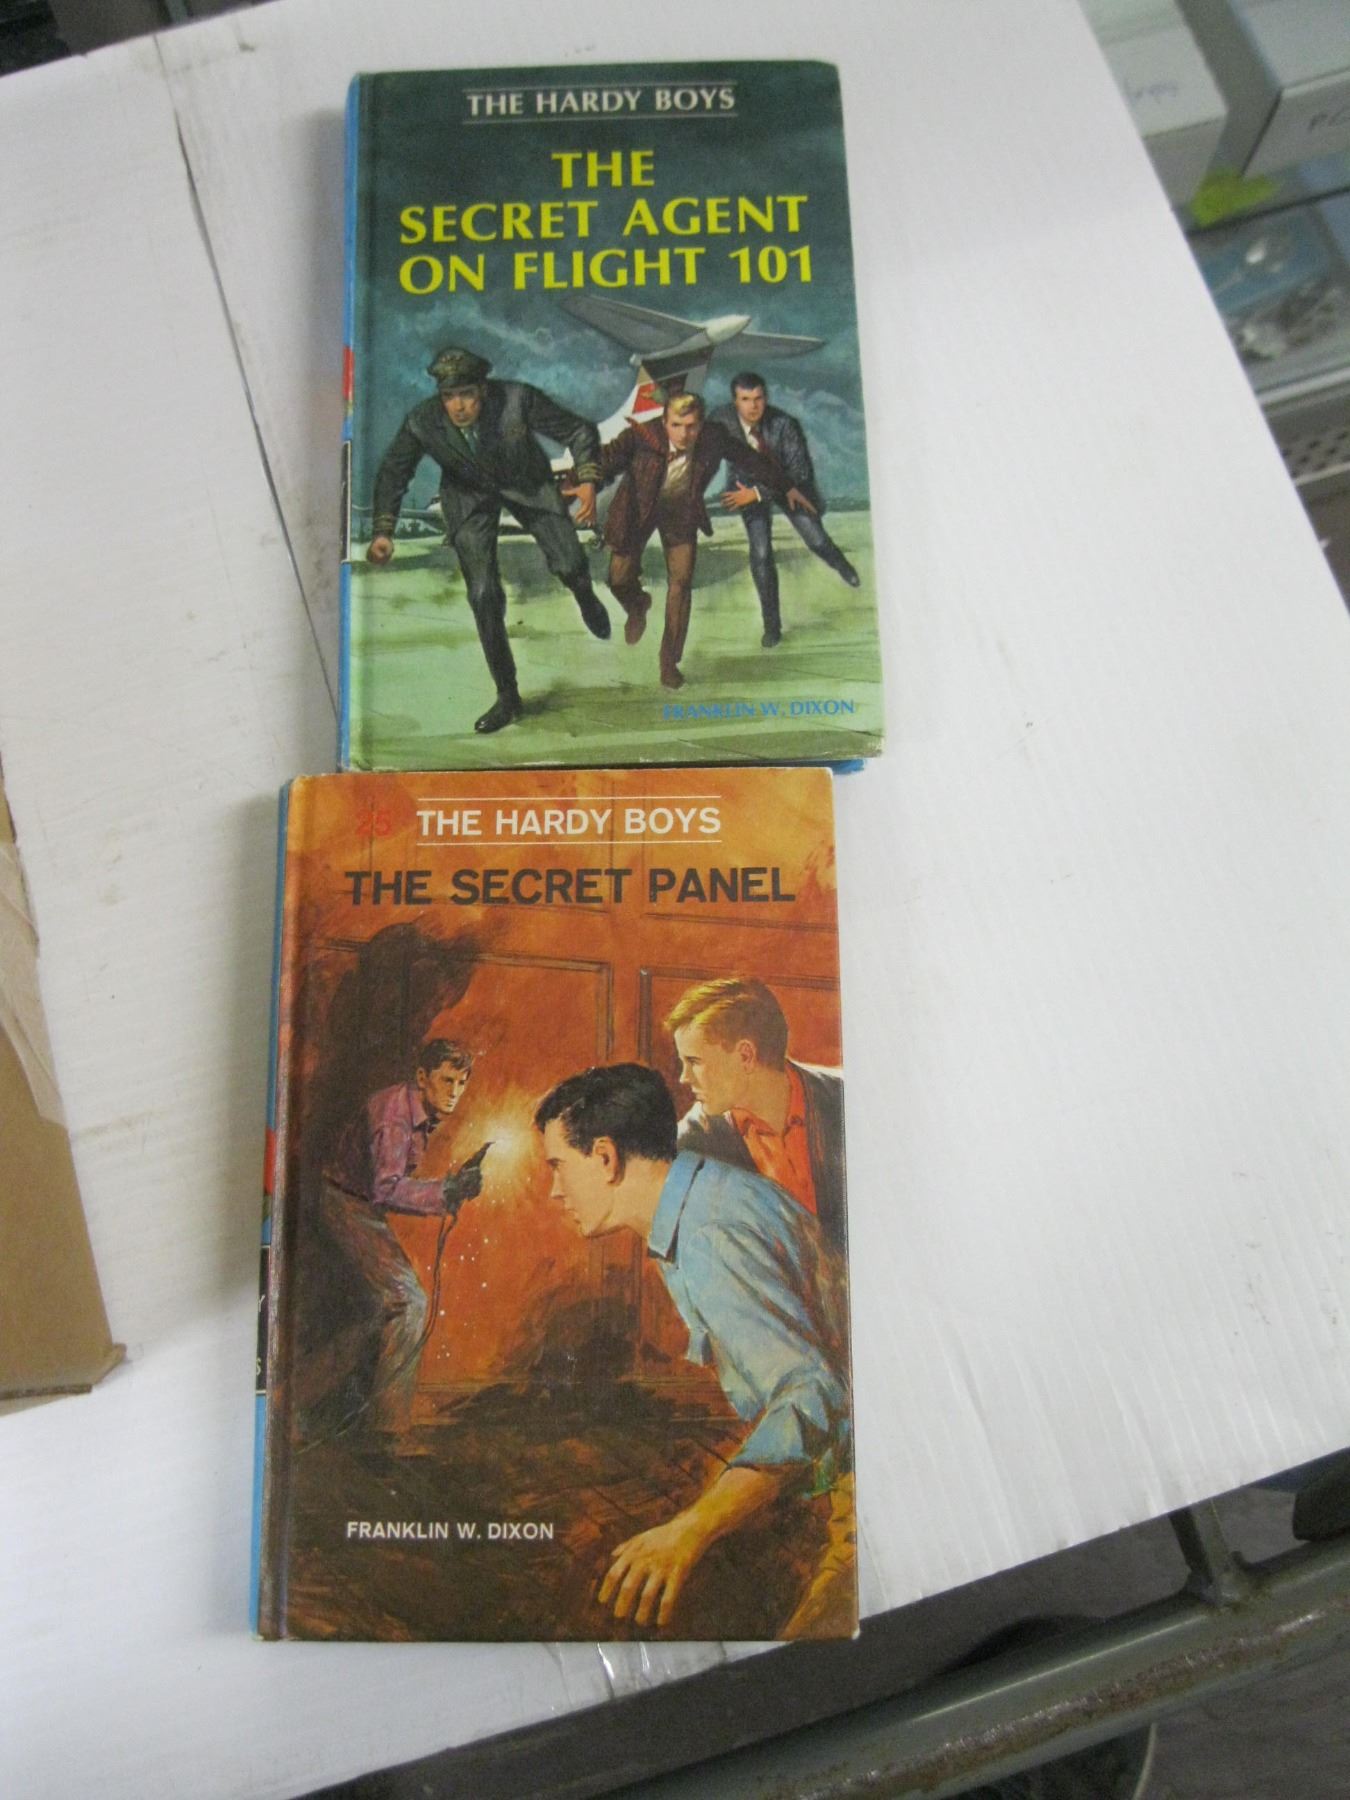 THE HARDY BOYS
THE
SECRET AGENT
ON FLIGHT 101
FRANKLIN W. DIXON
25 THE HARDY BOYS
THE SECRET PANEL
FRANKLIN W. DIXON